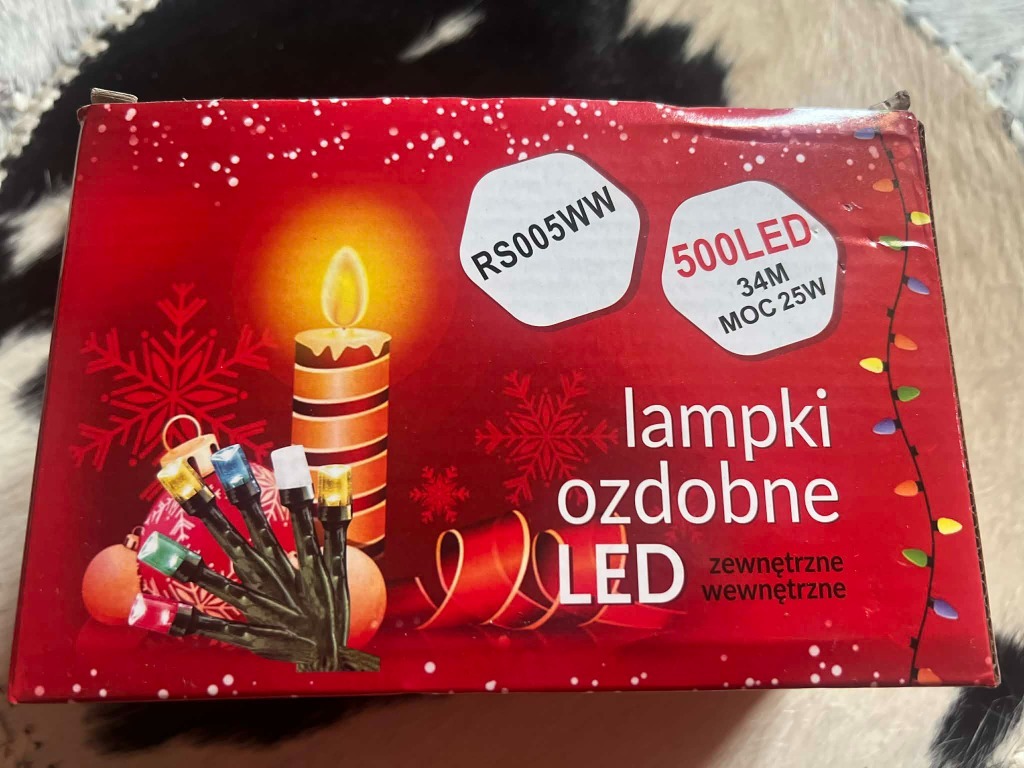 RS005WW
500LED
34M
MOC 25W
lampki
ozdobne
LED
zewnętrzne
wewnętrzne